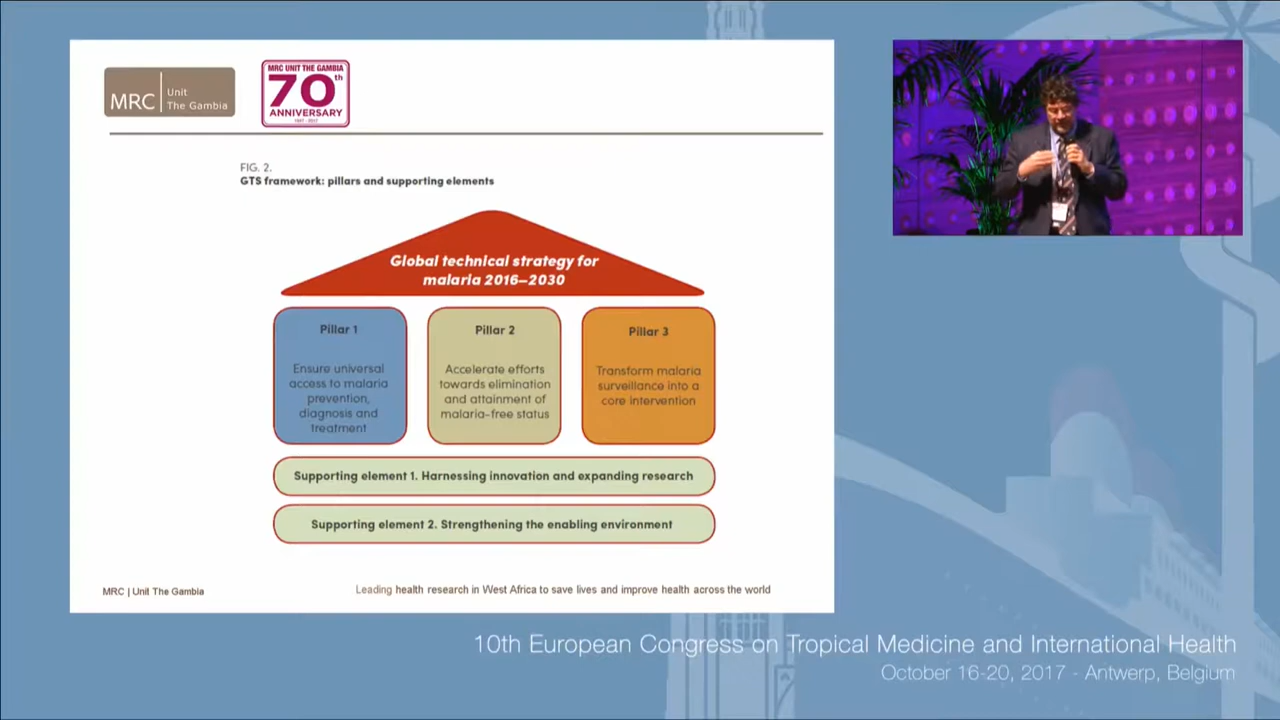 MRC
Unit
The Gambia
MRC UNIT THE GAMBIA
70th
ANNIVERSARY
1947 - 2017
FIG. 2.
GTS framework: pillars and supporting elements
Global technical strategy for
malaria 2016–2030
Pillar 1
Ensure universal
access to malaria
prevention,
diagnosis and
treatment
Pillar 2
Accelerate efforts
towards elimination
and attainment of
malaria-free status
Pillar 3
Transform malaria
surveillance into a
core intervention
Supporting element 1. Harnessing innovation and expanding research
Supporting element 2. Strengthening the enabling environment
MRC | Unit The Gambia
Leading health research in West Africa to save lives and improve health across the world
10th European Congress on Tropical Medicine and International Health
October 16-20, 2017 - Antwerp, Belgium